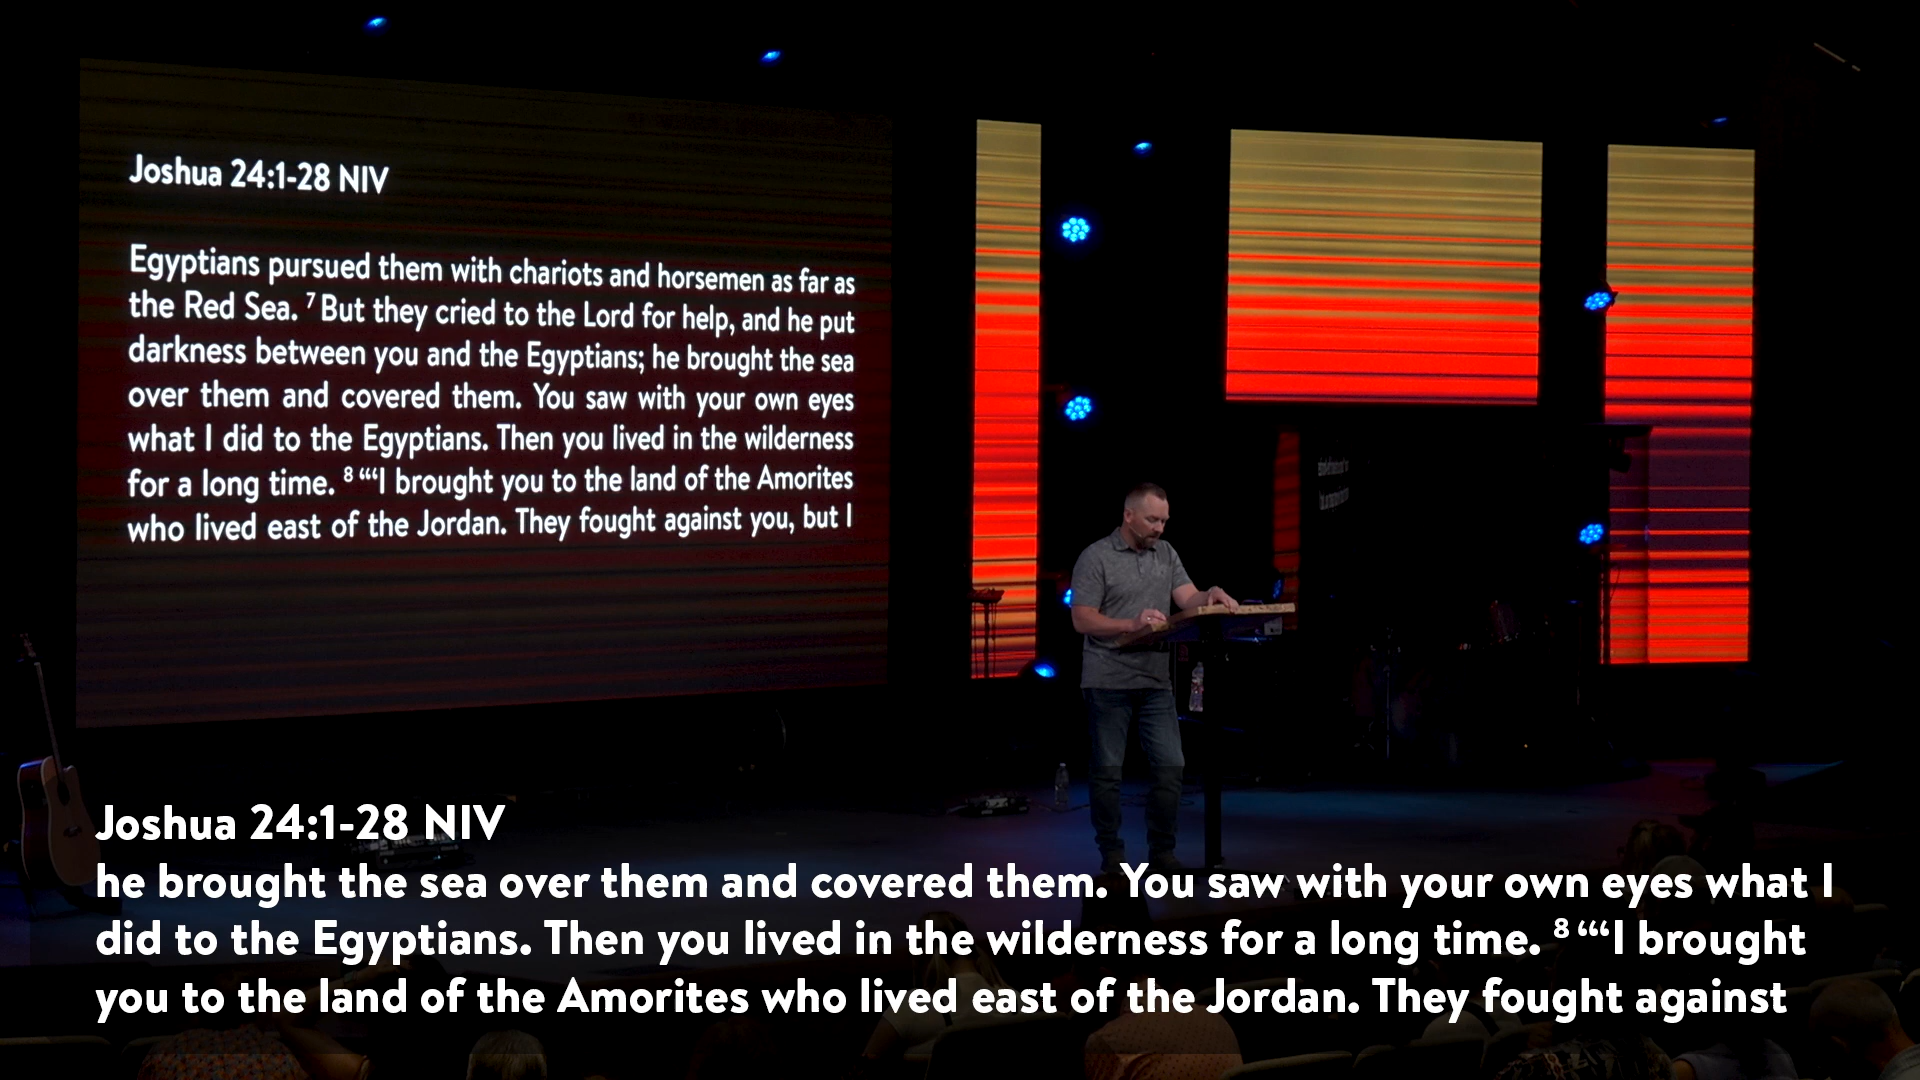 Joshua 24:1-28 NIV
Egyptians pursued them with chariots and horsemen as far as
the Red Sea. ⁷ But they cried to the Lord for help, and he put
darkness between you and the Egyptians; he brought the sea
over them and covered them. You saw with your own eyes
what I did to the Egyptians. Then you lived in the wilderness
for a long time. ⁸ “‘I brought you to the land of the Amorites
who lived east of the Jordan. They fought against you, but I
Joshua 24:1-28 NIV
he brought the sea over them and covered them. You saw with your own eyes what I
did to the Egyptians. Then you lived in the wilderness for a long time. ⁸ “‘I brought
you to the land of the Amorites who lived east of the Jordan. They fought against